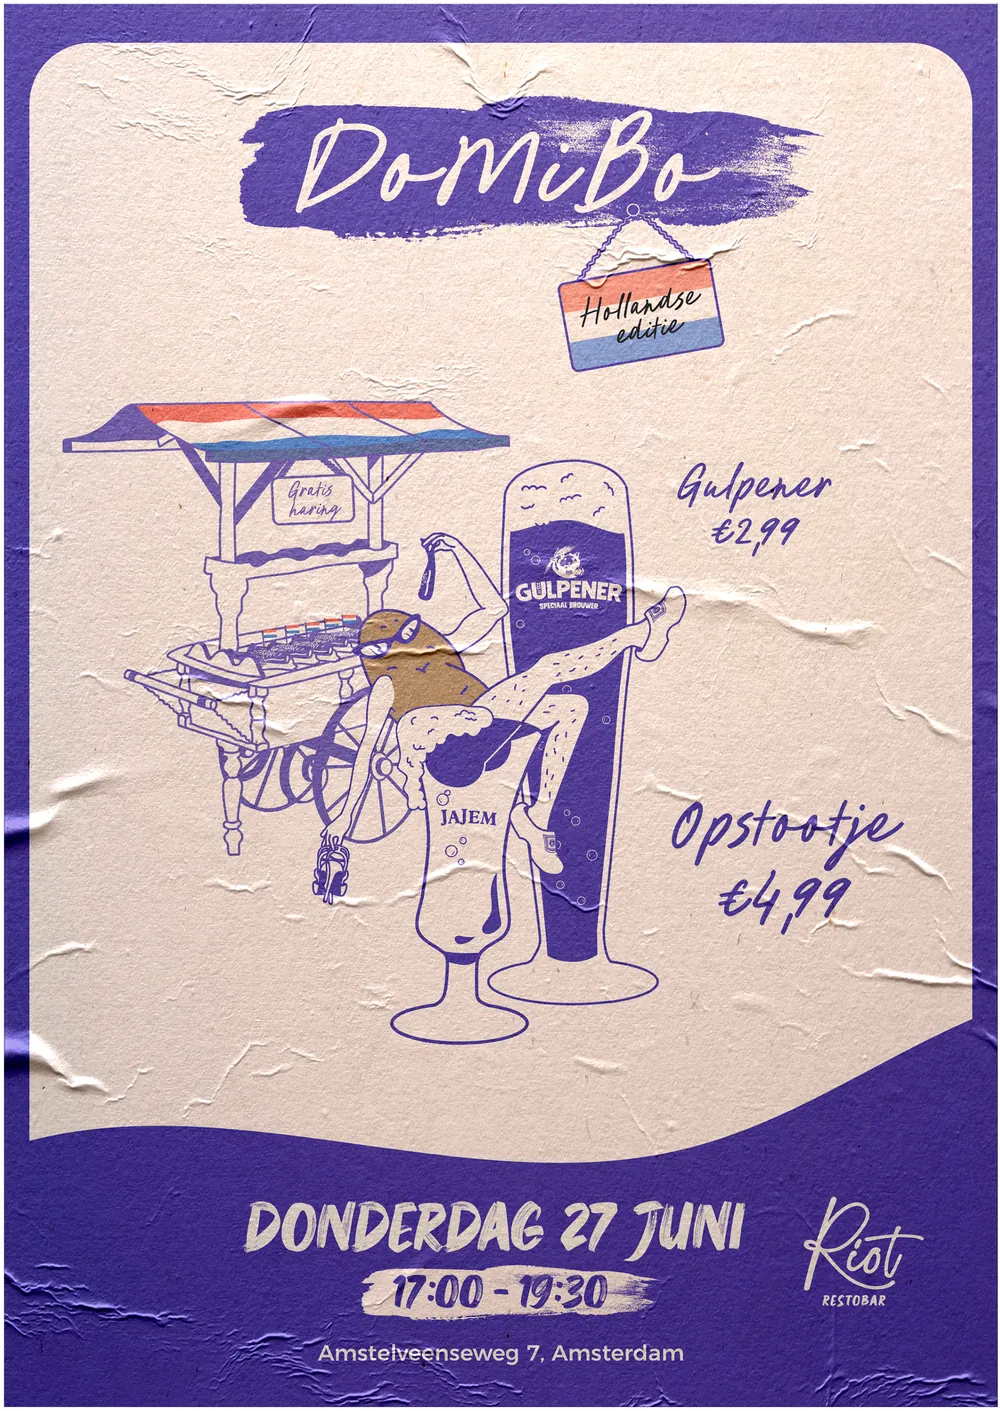 DoMiBo
Hollandse
editie
Gratis
haring
Gulpener
€2,99
GULPENER
SPECIAAL BROUWER
JAJEM
Opstootje
€4,99
DONDERDAG 27 JUNI
17:00 - 19:30
Riot
RESTOBAR
Amstelveenseweg 7, Amsterdam